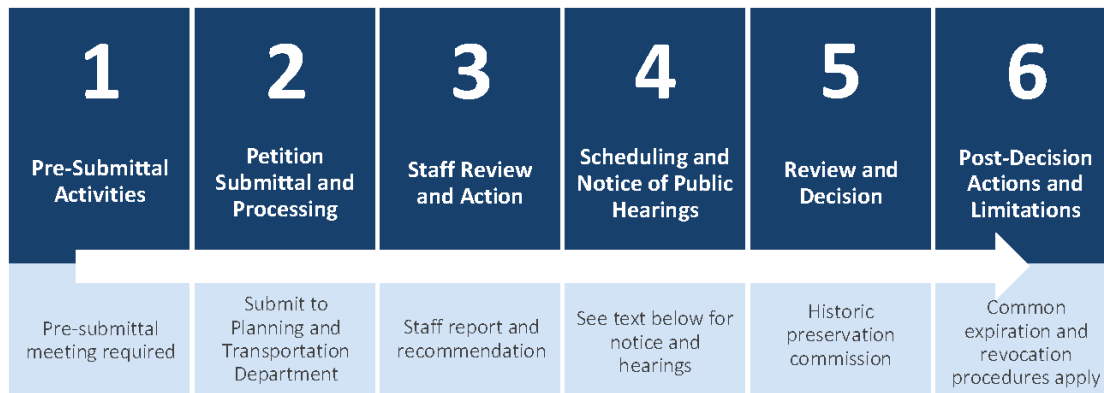 1
Pre-Submittal
Activities
Pre-submittal
meeting required
2
Petition
Submittal and
Processing
Submit to
Planning and
Transportation
Department
3
Staff Review
and Action
Staff report and
recommendation
4
Scheduling and
Notice of Public
Hearings
See text below for
notice and
hearings
5
Review and
Decision
Historic
preservation
commission
6
Post-Decision
Actions and
Limitations
Common
expiration and
revocation
procedures apply